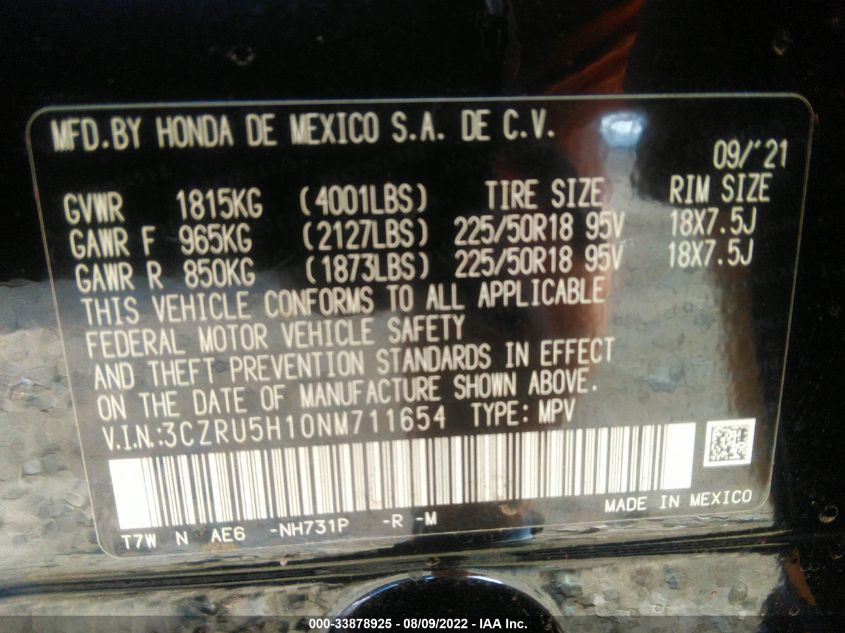 MFD.BY HONDA DE MEXICO S.A. DE C.V.
09/'21
GVWR 1815KG (4001LBS) TIRE SIZE RIM SIZE
GAWR F 965KG (2127LBS) 225/50R18 95V 18X7.5J
GAWR R 850KG (1873LBS) 225/50R18 95V 18X7.5J
THIS VEHICLE CONFORMS TO ALL APPLICABLE
FEDERAL MOTOR VEHICLE SAFETY
AND THEFT PREVENTION STANDARDS IN EFFECT
ON THE DATE OF MANUFACTURE SHOWN ABOVE.
V.I.N.:3CZRU5H10NM711654 TYPE: MPV
MADE IN MEXICO
T7W N AE6 -NH731P -R -M
000-33878925 - 08/09/2022 - IAA Inc.